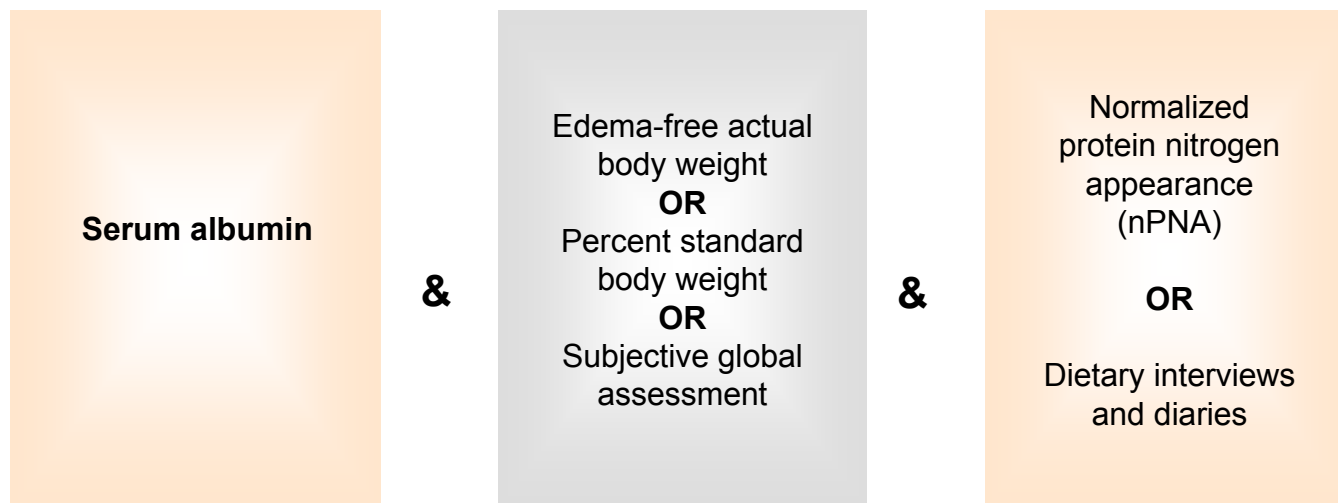 Serum albumin
&
Edema-free actual
body weight
OR
Percent standard
body weight
OR
Subjective global
assessment
&
Normalized
protein nitrogen
appearance
(nPNA)
OR
Dietary interviews
and diaries